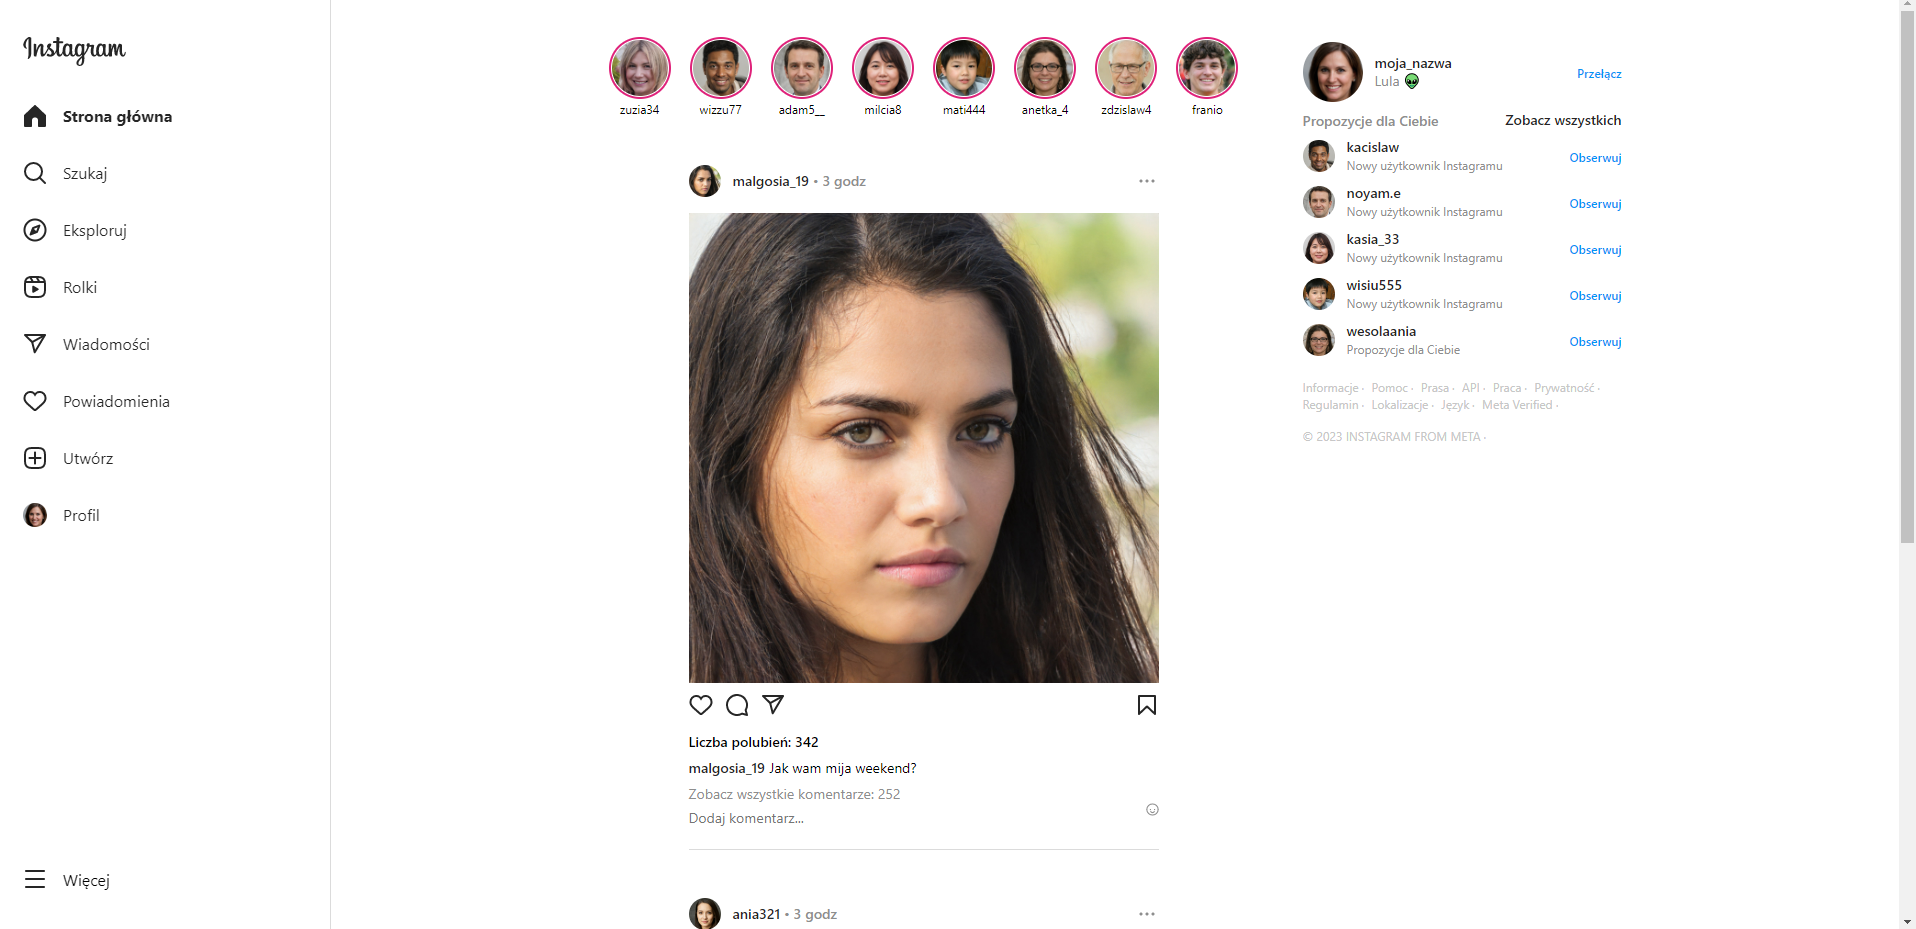 Instagram
Strona główna
Szukaj
Eksploruj
Rolki
Wiadomości
Powiadomienia
Utwórz
Profil
Więcej
zuzia34 wizzu77 adam5__ milcia8 mati444 anetka_4 zdzislaw4 franio
malgosia_19 • 3 godz
Liczba polubień: 342
malgosia_19 Jak wam mija weekend?
Zobacz wszystkie komentarze: 252
Dodaj komentarz...
ania321 • 3 godz
moja_nazwa
Lula 👽
Przełącz
Propozycje dla Ciebie Zobacz wszystkich
kacislaw
Nowy użytkownik Instagramu
Obserwuj
noyam.e
Nowy użytkownik Instagramu
Obserwuj
kasia_33
Nowy użytkownik Instagramu
Obserwuj
wisiu555
Nowy użytkownik Instagramu
Obserwuj
wesolaania
Propozycje dla Ciebie
Obserwuj
Informacje · Pomoc · Prasa · API · Praca · Prywatność ·
Regulamin · Lokalizacje · Język · Meta Verified ·
© 2023 INSTAGRAM FROM META ·